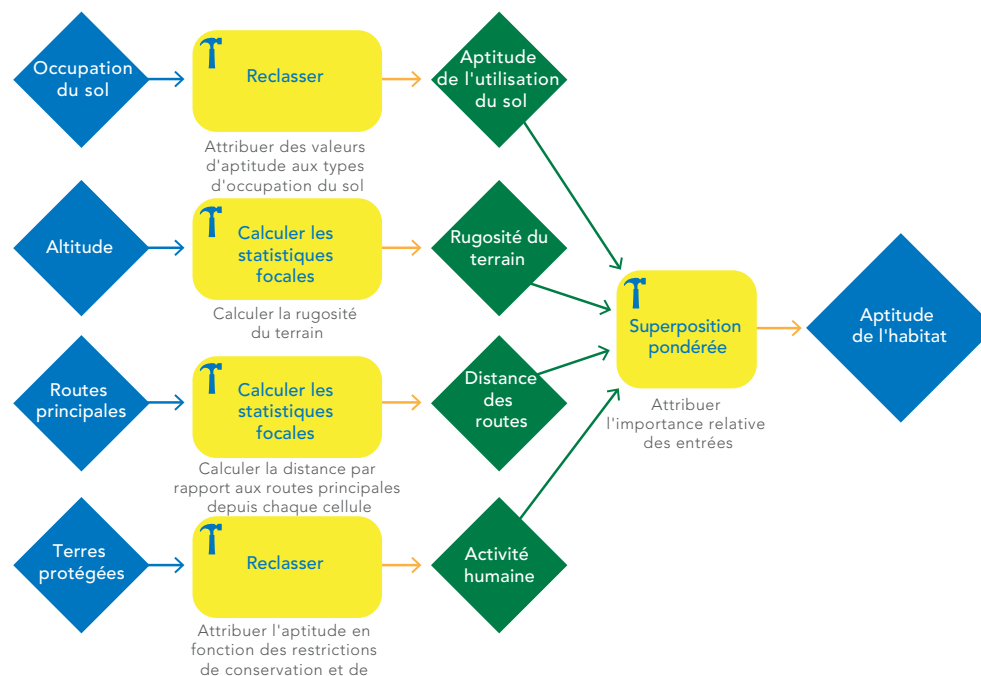 Occupation
du sol
Reclasser
Aptitude
de l'utilisation
du sol
Attribuer des valeurs
d'aptitude aux types
d'occupation du sol
Altitude
Calculer les
statistiques
focales
Rugosité du
terrain
Calculer la rugosité
du terrain
Routes
principales
Calculer les
statistiques
focales
Distance
des
routes
Calculer la distance par
rapport aux routes principales
depuis chaque cellule
Terres
protégées
Reclasser
Activité
humaine
Attribuer l'aptitude en
fonction des restrictions
de conservation et de
Superposition
pondérée
Attribuer
l'importance relative
des entrées
Aptitude
de l'habitat